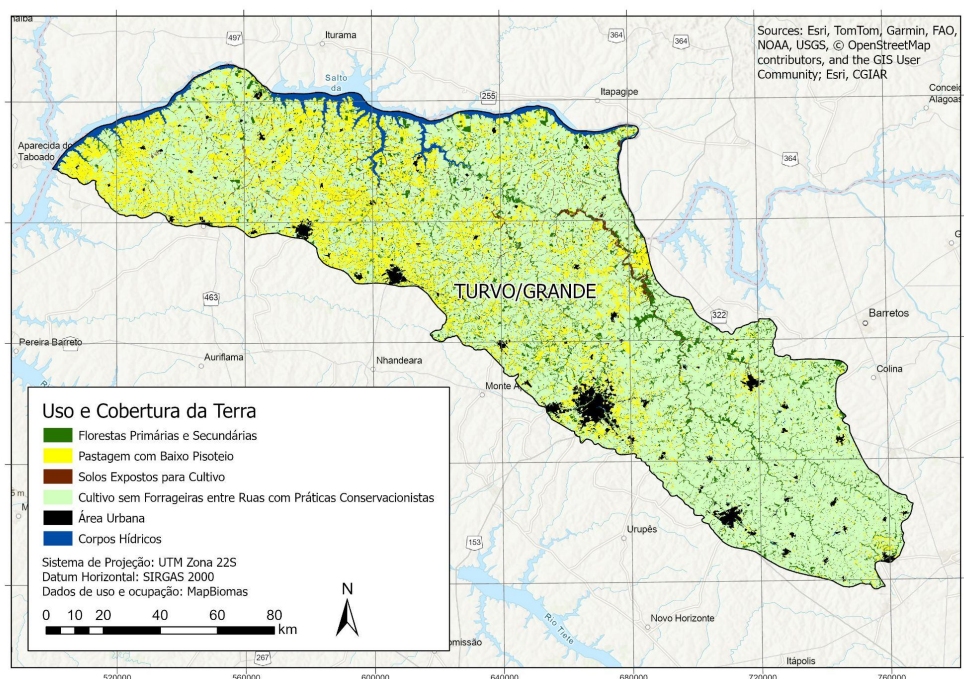 497
Iturama
364
364
Sources: Esri, TomTom, Garmin, FAO,
NOAA, USGS, © OpenStreetMap
contributors, and the GIS User
Community; Esri, CGIAR
Salto
da
255
Itapagipe
Conceic
Alagoas
Aparecida do
Taboado
364
TURVO/GRANDE
463
322
Barretos
Pereira Barreto
Auriflama
Nhandeara
Colina
Monte A
Uso e Cobertura da Terra
Florestas Primárias e Secundárias
Pastagem com Baixo Pisoteio
Solos Expostos para Cultivo
Cultivo sem Forrageiras entre Ruas com Práticas Conservacionistas
Área Urbana
Corpos Hídricos
Sistema de Projeção: UTM Zona 22S
Datum Horizontal: SIRGAS 2000
Dados de uso e ocupação: MapBiomas
0 10 20 40 60 80
km
N
153
Urupês
Rio Tietê
Novo Horizonte
omissão
267
Itápolis
520000 560000 600000 640000 680000 720000 760000